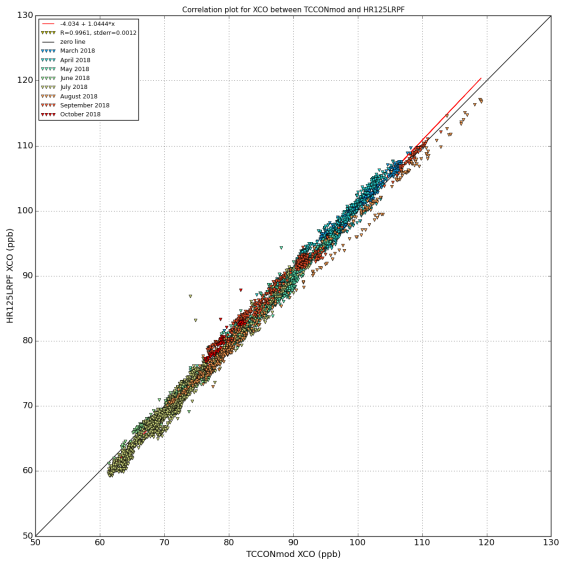 Correlation plot for XCO between TCCONmod and HR125LRPF
-4.034 + 1.0444*x
R=0.9961, stderr=0.0012
zero line
March 2018
April 2018
May 2018
June 2018
July 2018
August 2018
September 2018
October 2018
130
120
110
100
90
80
70
60
50
HR125LRPF XCO (ppb)
50 60 70 80 90 100 110 120 130
TCCONmod XCO (ppb)